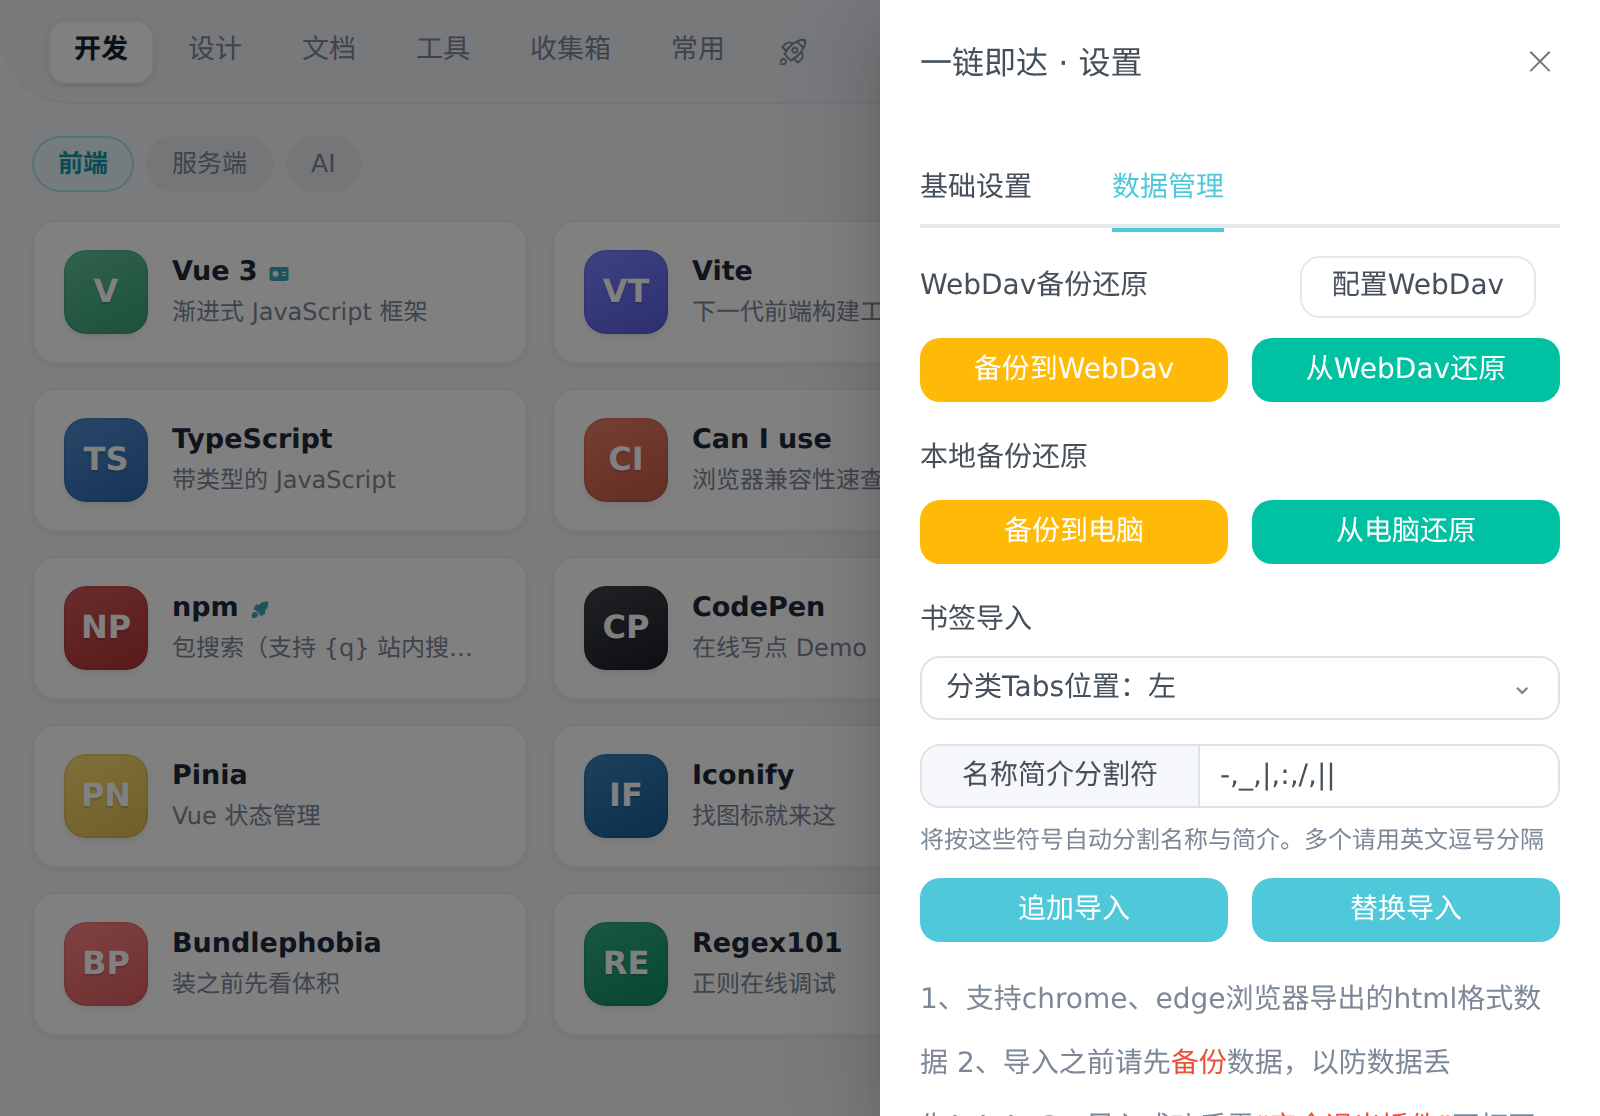 开发
设计
文档
工具
收集箱
常用
前端
服务端
AI
V
Vue 3
渐进式 JavaScript 框架
VT
Vite
下一代前端构建工
TS
TypeScript
带类型的 JavaScript
CI
Can I use
浏览器兼容性速查
NP
npm
包搜索（支持 {q} 站内搜...
CP
CodePen
在线写点 Demo
PN
Pinia
Vue 状态管理
IF
Iconify
找图标就来这
BP
Bundlephobia
装之前先看体积
RE
Regex101
正则在线调试
一链即达 · 设置
基础设置
数据管理
WebDav备份还原
配置WebDav
备份到WebDav
从WebDav还原
本地备份还原
备份到电脑
从电脑还原
书签导入
分类Tabs位置：左
名称简介分割符
-,_,|,:,/,||
将按这些符号自动分割名称与简介。多个请用英文逗号分隔
追加导入
替换导入
1、支持chrome、edge浏览器导出的html格式数
据 2、导入之前请先备份数据，以防数据丢